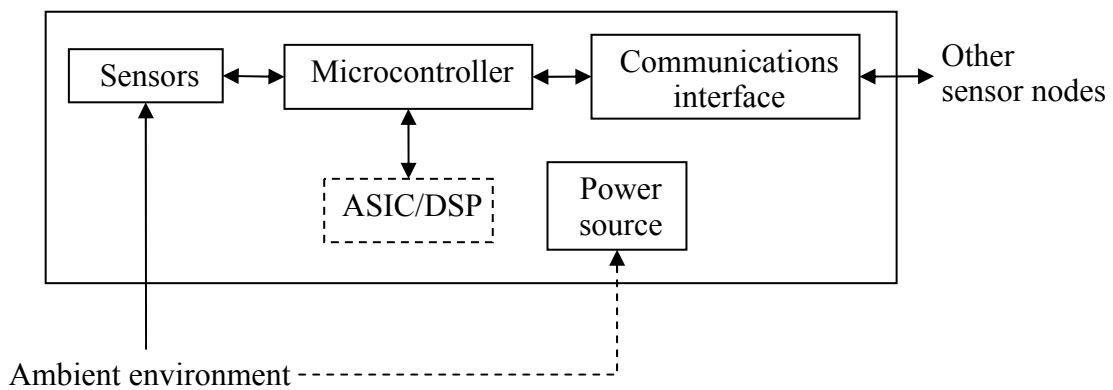 Sensors
Microcontroller
Communications
interface
Other
sensor nodes
ASIC/DSP
Power
source
Ambient environment